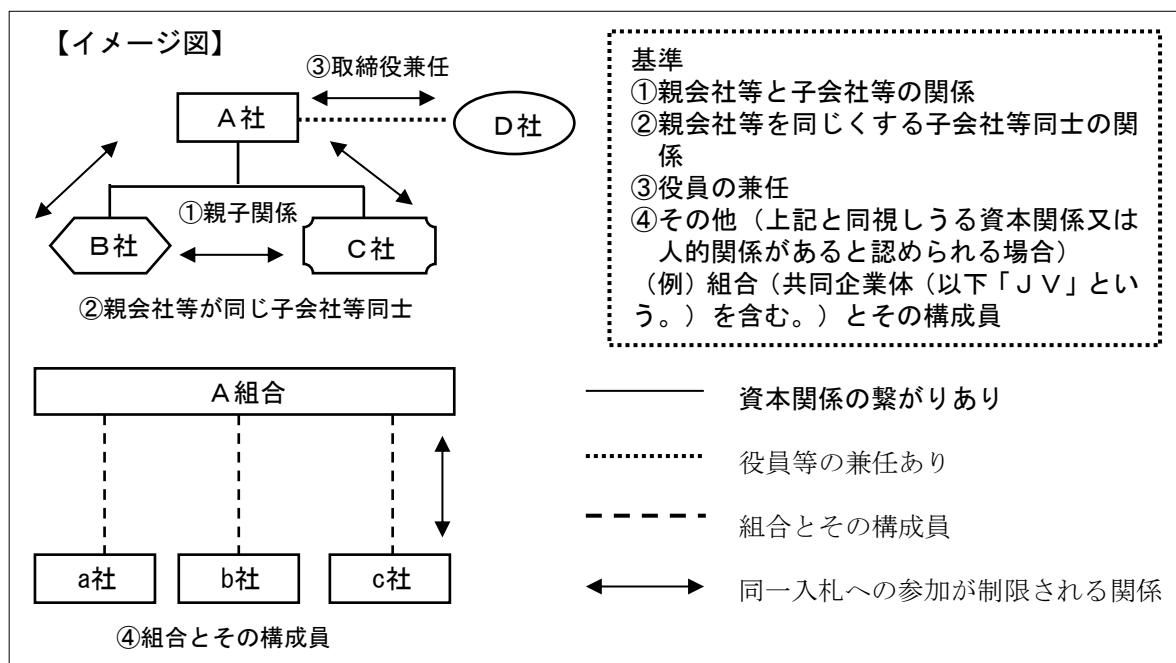 【イメージ図】
③取締役兼任
A社
D社
①親子関係
B社
C社
②親会社等が同じ子会社等同士
基準
①親会社等と子会社等の関係
②親会社等を同じくする子会社等同士の関
係
③役員の兼任
④その他（上記と同視しうる資本関係又は
人的関係があると認められる場合）
（例）組合（共同企業体（以下「ＪＶ」とい
う。）を含む。）とその構成員
A組合
a社
b社
c社
④組合とその構成員
資本関係の繋がりあり
役員等の兼任あり
組合とその構成員
同一入札への参加が制限される関係